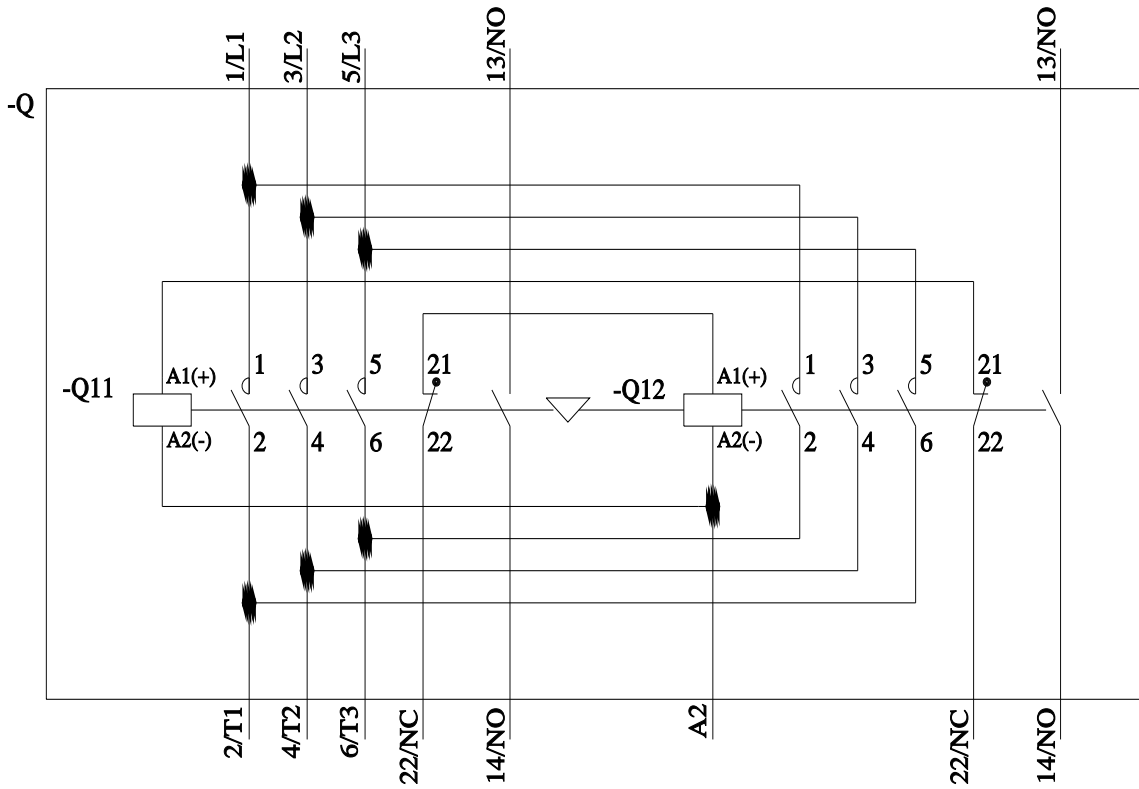 1/L1
3/L2
5/L3
13/NO
13/NO
-Q
1
3
5
21
1
3
5
21
-Q11
A1(+)
-Q12
A1(+)
A2(-)
2
4
6
22
A2(-)
2
4
6
22
2/T1
4/T2
6/T3
22/NC
14/NO
A2
22/NC
14/NO